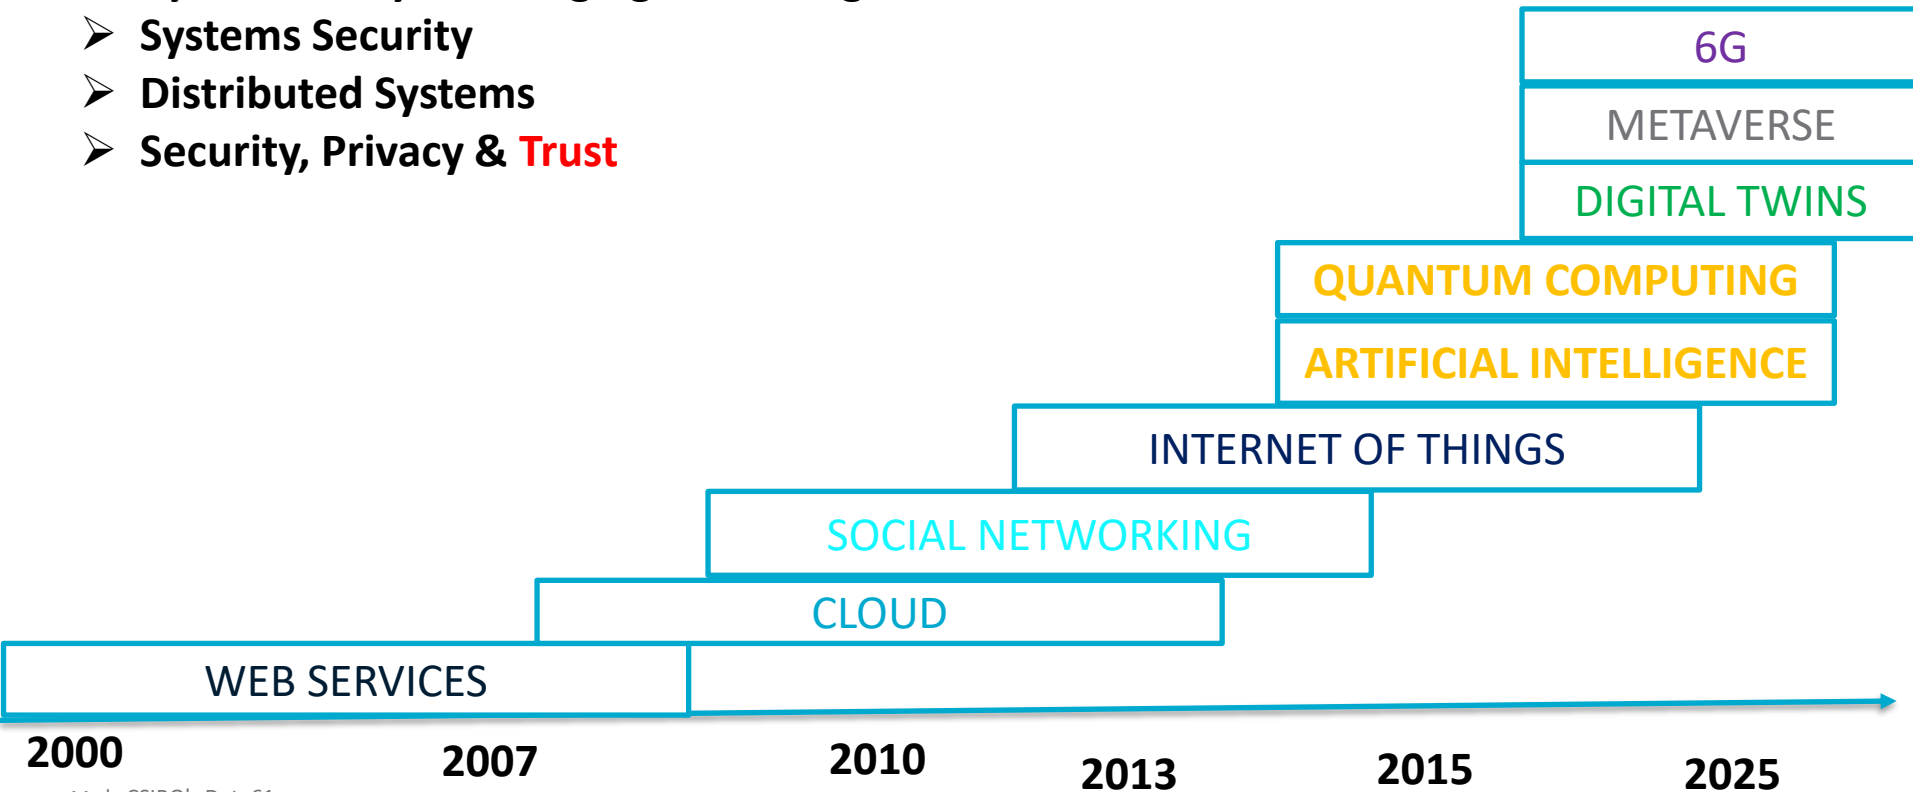 ➢ Systems Security
➢ Distributed Systems
➢ Security, Privacy & Trust
6G
METAVERSE
DIGITAL TWINS
QUANTUM COMPUTING
ARTIFICIAL INTELLIGENCE
INTERNET OF THINGS
SOCIAL NETWORKING
CLOUD
WEB SERVICES
2000
2007
2010
2013
2015
2025